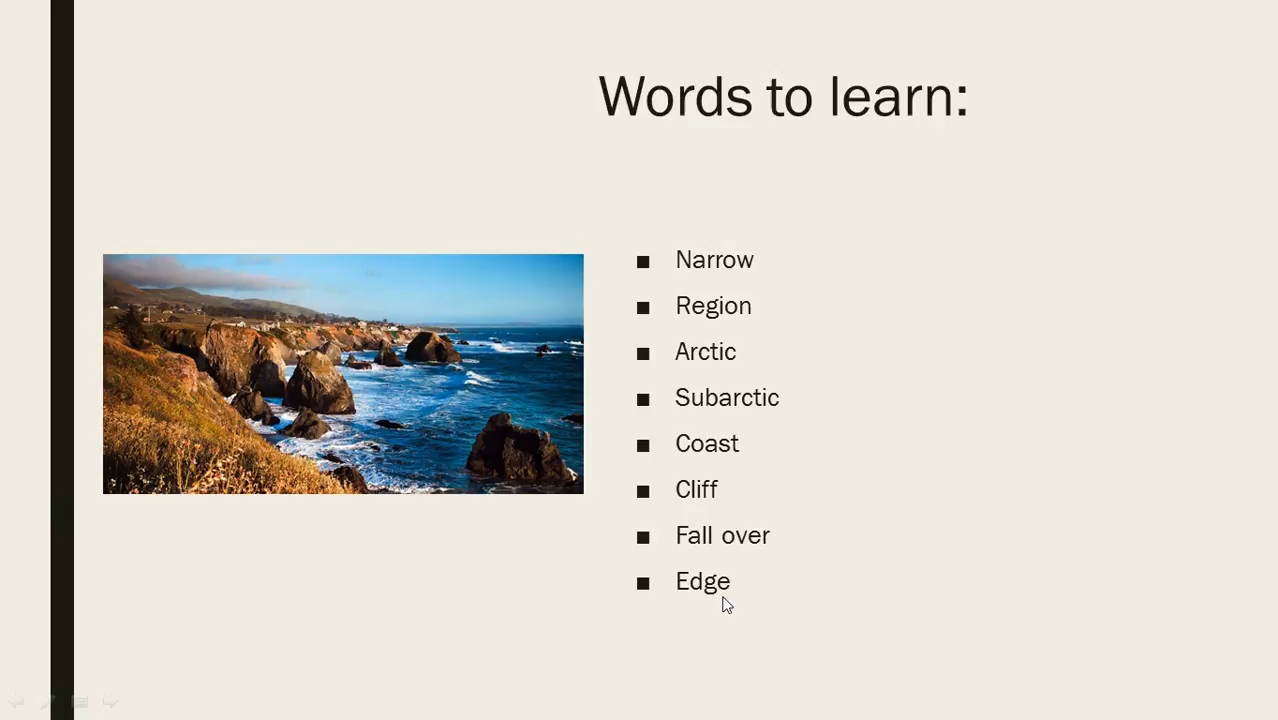 Words to learn:
Narrow
Region
Arctic
Subarctic
Coast
Cliff
Fall over
Edge